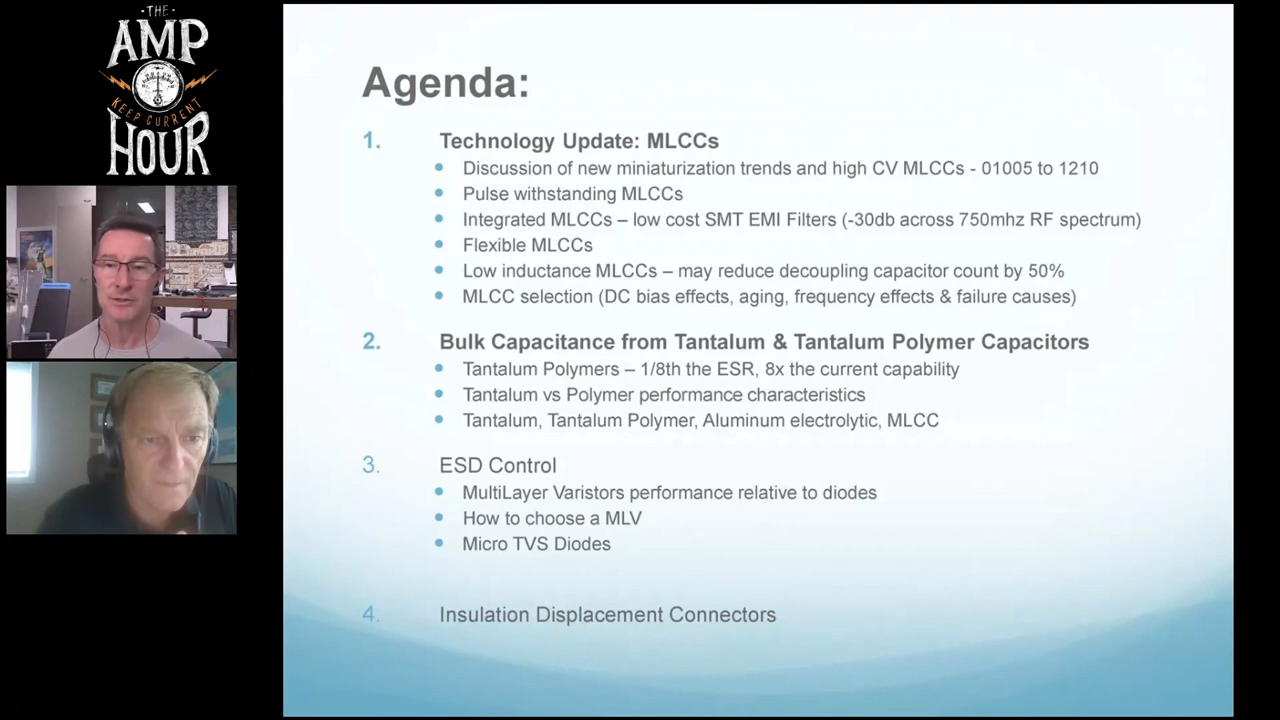 ·THE·
AMP
KEEP CURRENT
HOUR
Agenda:
1. Technology Update: MLCCs
• Discussion of new miniaturization trends and high CV MLCCs - 01005 to 1210
• Pulse withstanding MLCCs
• Integrated MLCCs – low cost SMT EMI Filters (-30db across 750mhz RF spectrum)
• Flexible MLCCs
• Low inductance MLCCs – may reduce decoupling capacitor count by 50%
• MLCC selection (DC bias effects, aging, frequency effects & failure causes)
2. Bulk Capacitance from Tantalum & Tantalum Polymer Capacitors
• Tantalum Polymers – 1/8th the ESR, 8x the current capability
• Tantalum vs Polymer performance characteristics
• Tantalum, Tantalum Polymer, Aluminum electrolytic, MLCC
3. ESD Control
• MultiLayer Varistors performance relative to diodes
• How to choose a MLV
• Micro TVS Diodes
4. Insulation Displacement Connectors